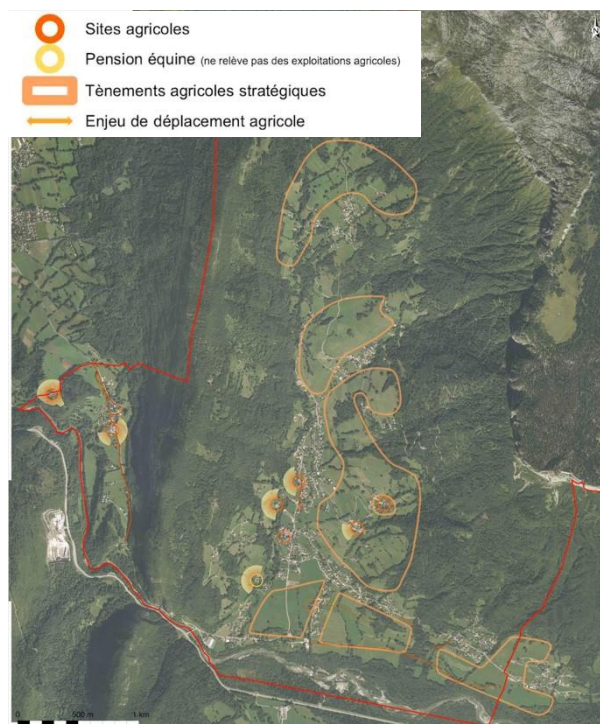 Sites agricoles
Pension équine (ne relève pas des exploitations agricoles)
Tènements agricoles stratégiques
Enjeu de déplacement agricole
0 500 m 1 km